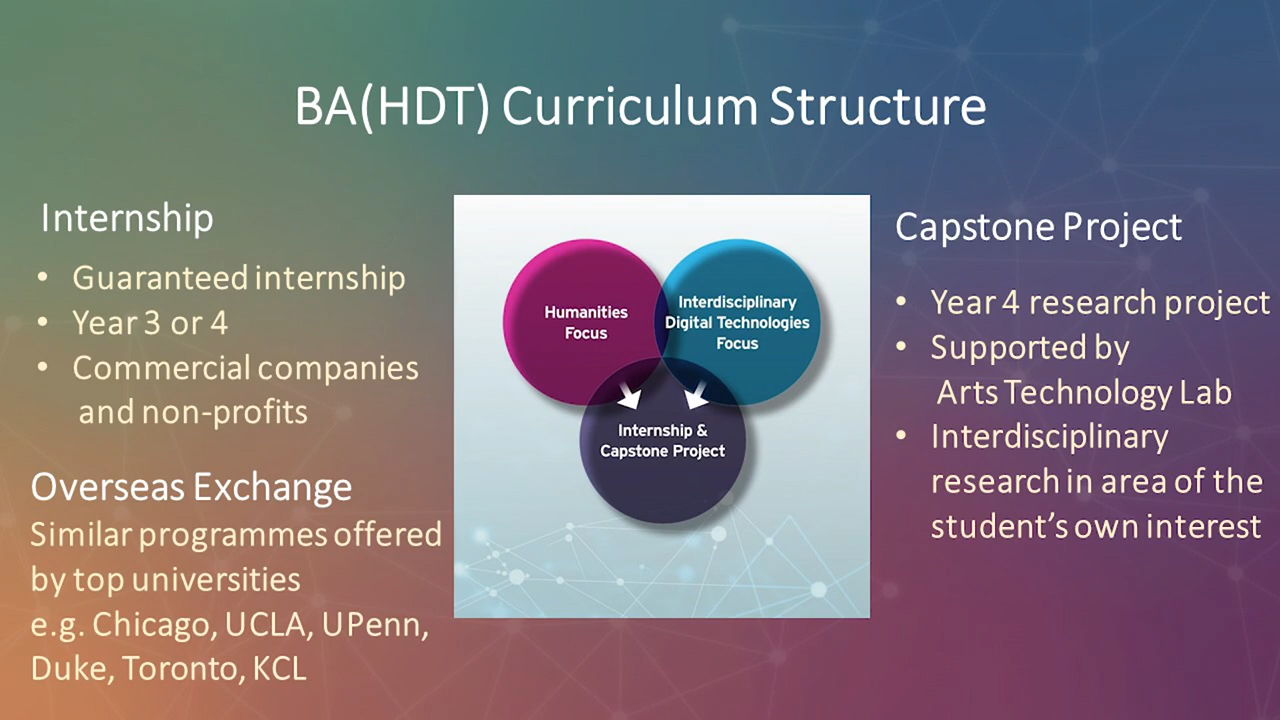 BA(HDT) Curriculum Structure
Internship
• Guaranteed internship
• Year 3 or 4
• Commercial companies
and non-profits
Overseas Exchange
Similar programmes offered
by top universities
e.g. Chicago, UCLA, UPenn,
Duke, Toronto, KCL
Humanities
Focus
Interdisciplinary
Digital Technologies
Focus
Internship &
Capstone Project
Capstone Project
• Year 4 research project
• Supported by
Arts Technology Lab
• Interdisciplinary
research in area of the
student’s own interest